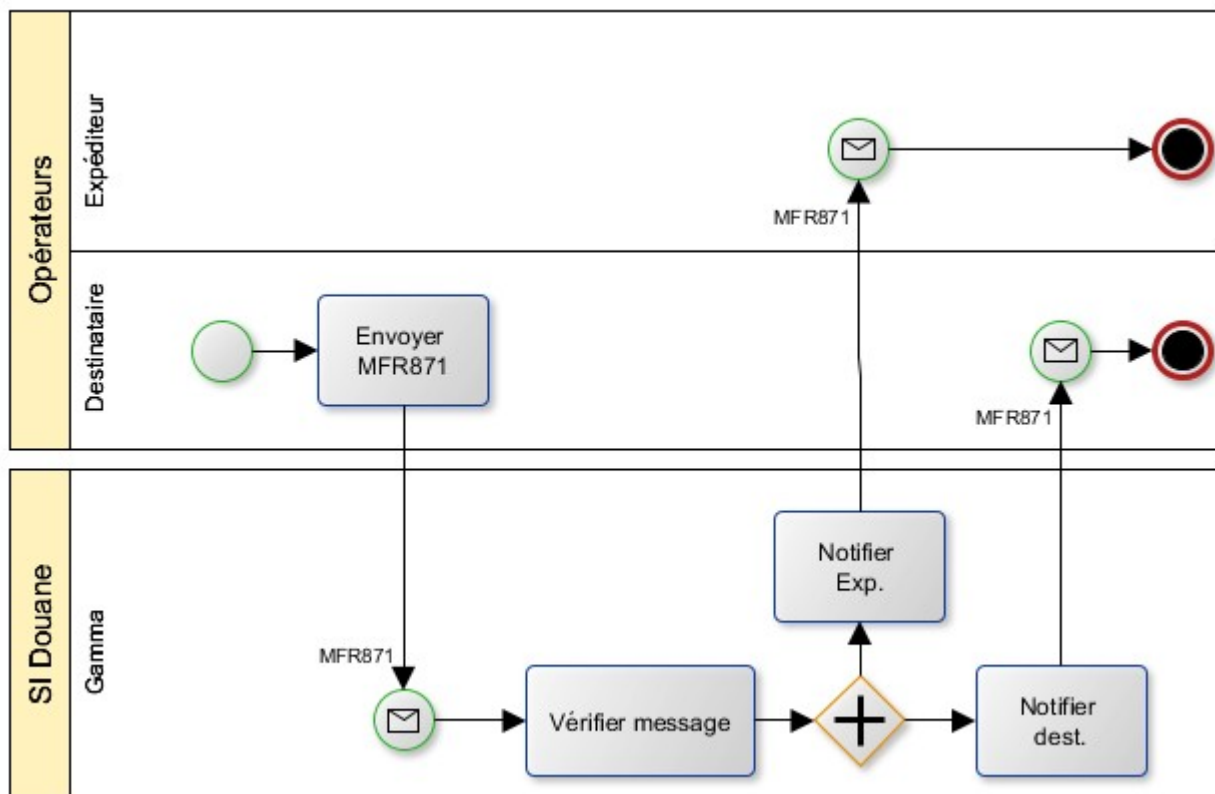 Opérateurs
Expéditeur
MFR871
Destinataire
Envoyer
MFR871
MFR871
SI Douane
Gamma
Notifier
Exp.
MFR871
Vérifier message
Notifier
dest.